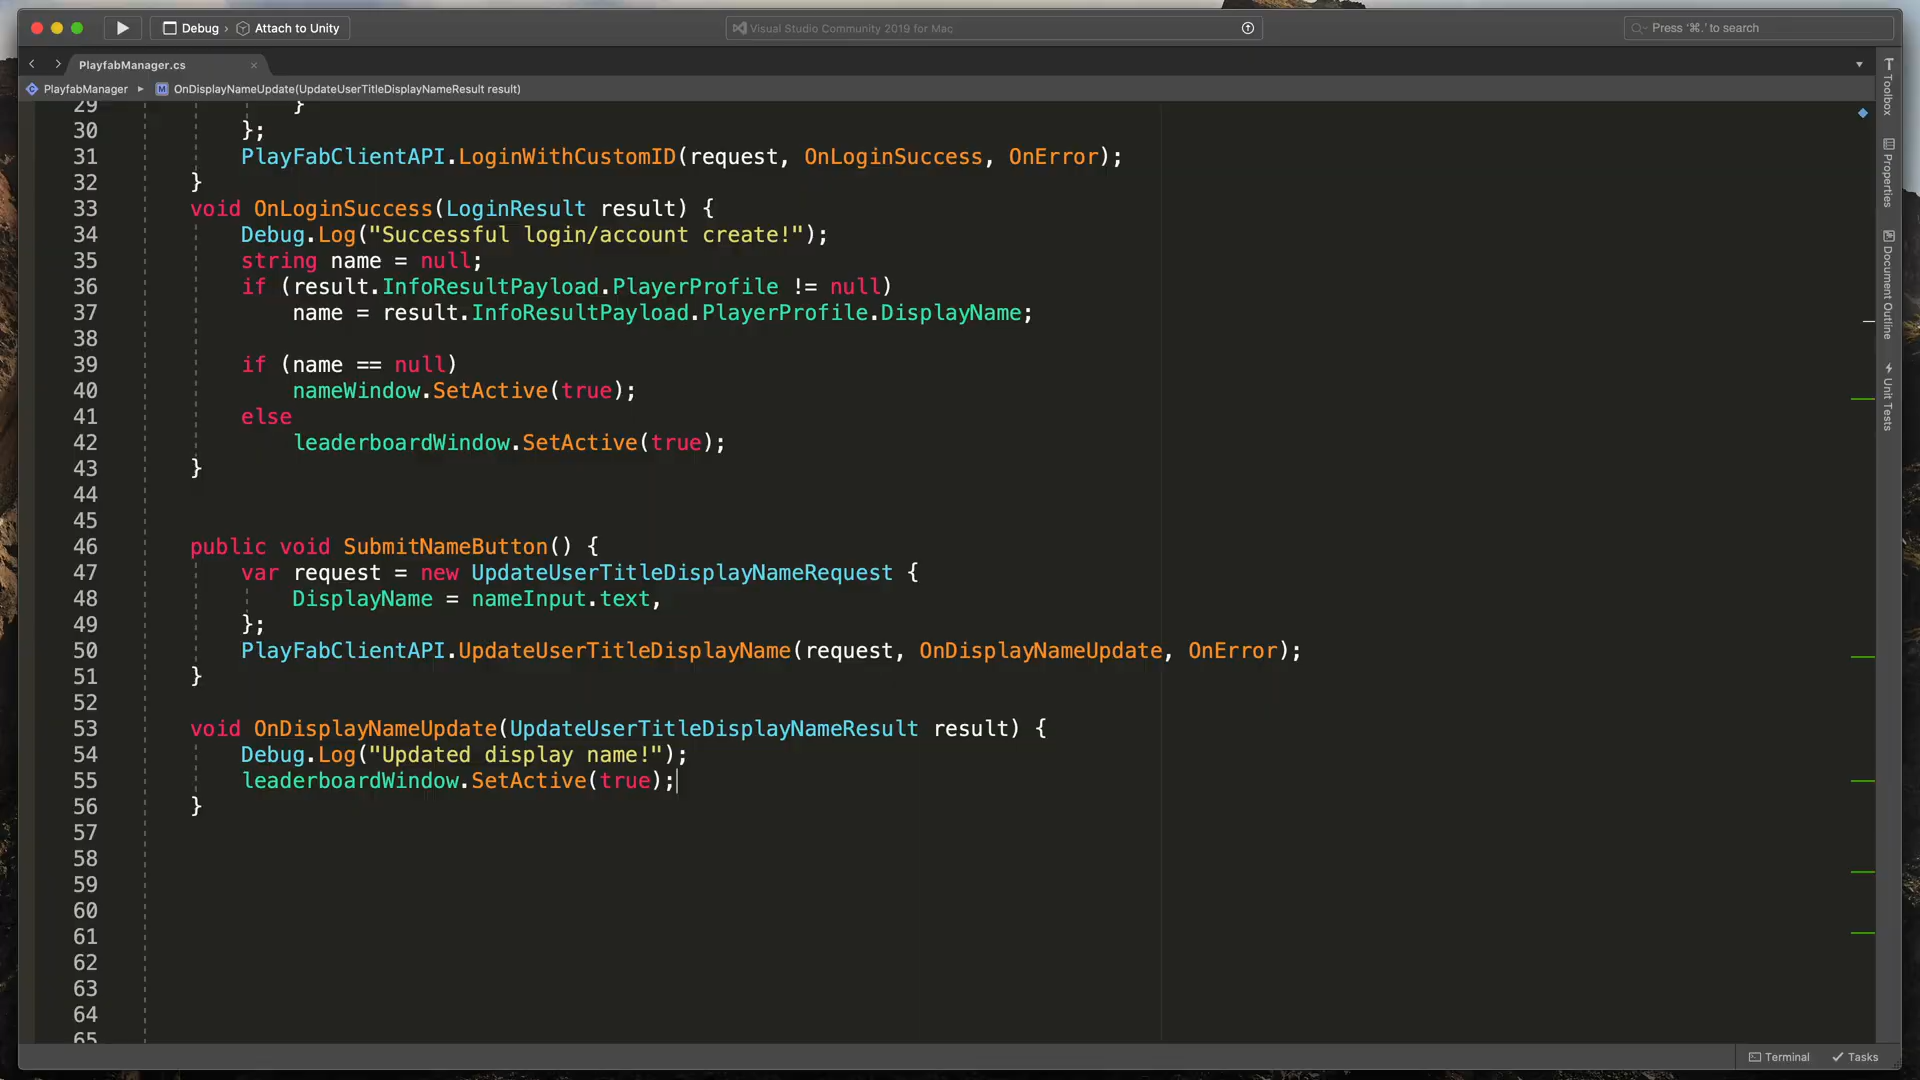 Debug › Attach to Unity
Visual Studio Community 2019 for Mac
Press '⌘.' to search
PlayfabManager.cs
PlayfabManager ▸ M OnDisplayNameUpdate(UpdateUserTitleDisplayNameResult result)
29 }
30 };
31 PlayFabClientAPI.LoginWithCustomID(request, OnLoginSuccess, OnError);
32 }
33 void OnLoginSuccess(LoginResult result) {
34 Debug.Log("Successful login/account create!");
35 string name = null;
36 if (result.InfoResultPayload.PlayerProfile != null)
37 name = result.InfoResultPayload.PlayerProfile.DisplayName;
38
39 if (name == null)
40 nameWindow.SetActive(true);
41 else
42 leaderboardWindow.SetActive(true);
43 }
44
45
46 public void SubmitNameButton() {
47 var request = new UpdateUserTitleDisplayNameRequest {
48 DisplayName = nameInput.text,
49 };
50 PlayFabClientAPI.UpdateUserTitleDisplayName(request, OnDisplayNameUpdate, OnError);
51 }
52
53 void OnDisplayNameUpdate(UpdateUserTitleDisplayNameResult result) {
54 Debug.Log("Updated display name!");
55 leaderboardWindow.SetActive(true);
56 }
57
58
59
60
61
62
63
64
65
Toolbox
Properties
Document Outline
Unit Tests
Terminal
Tasks